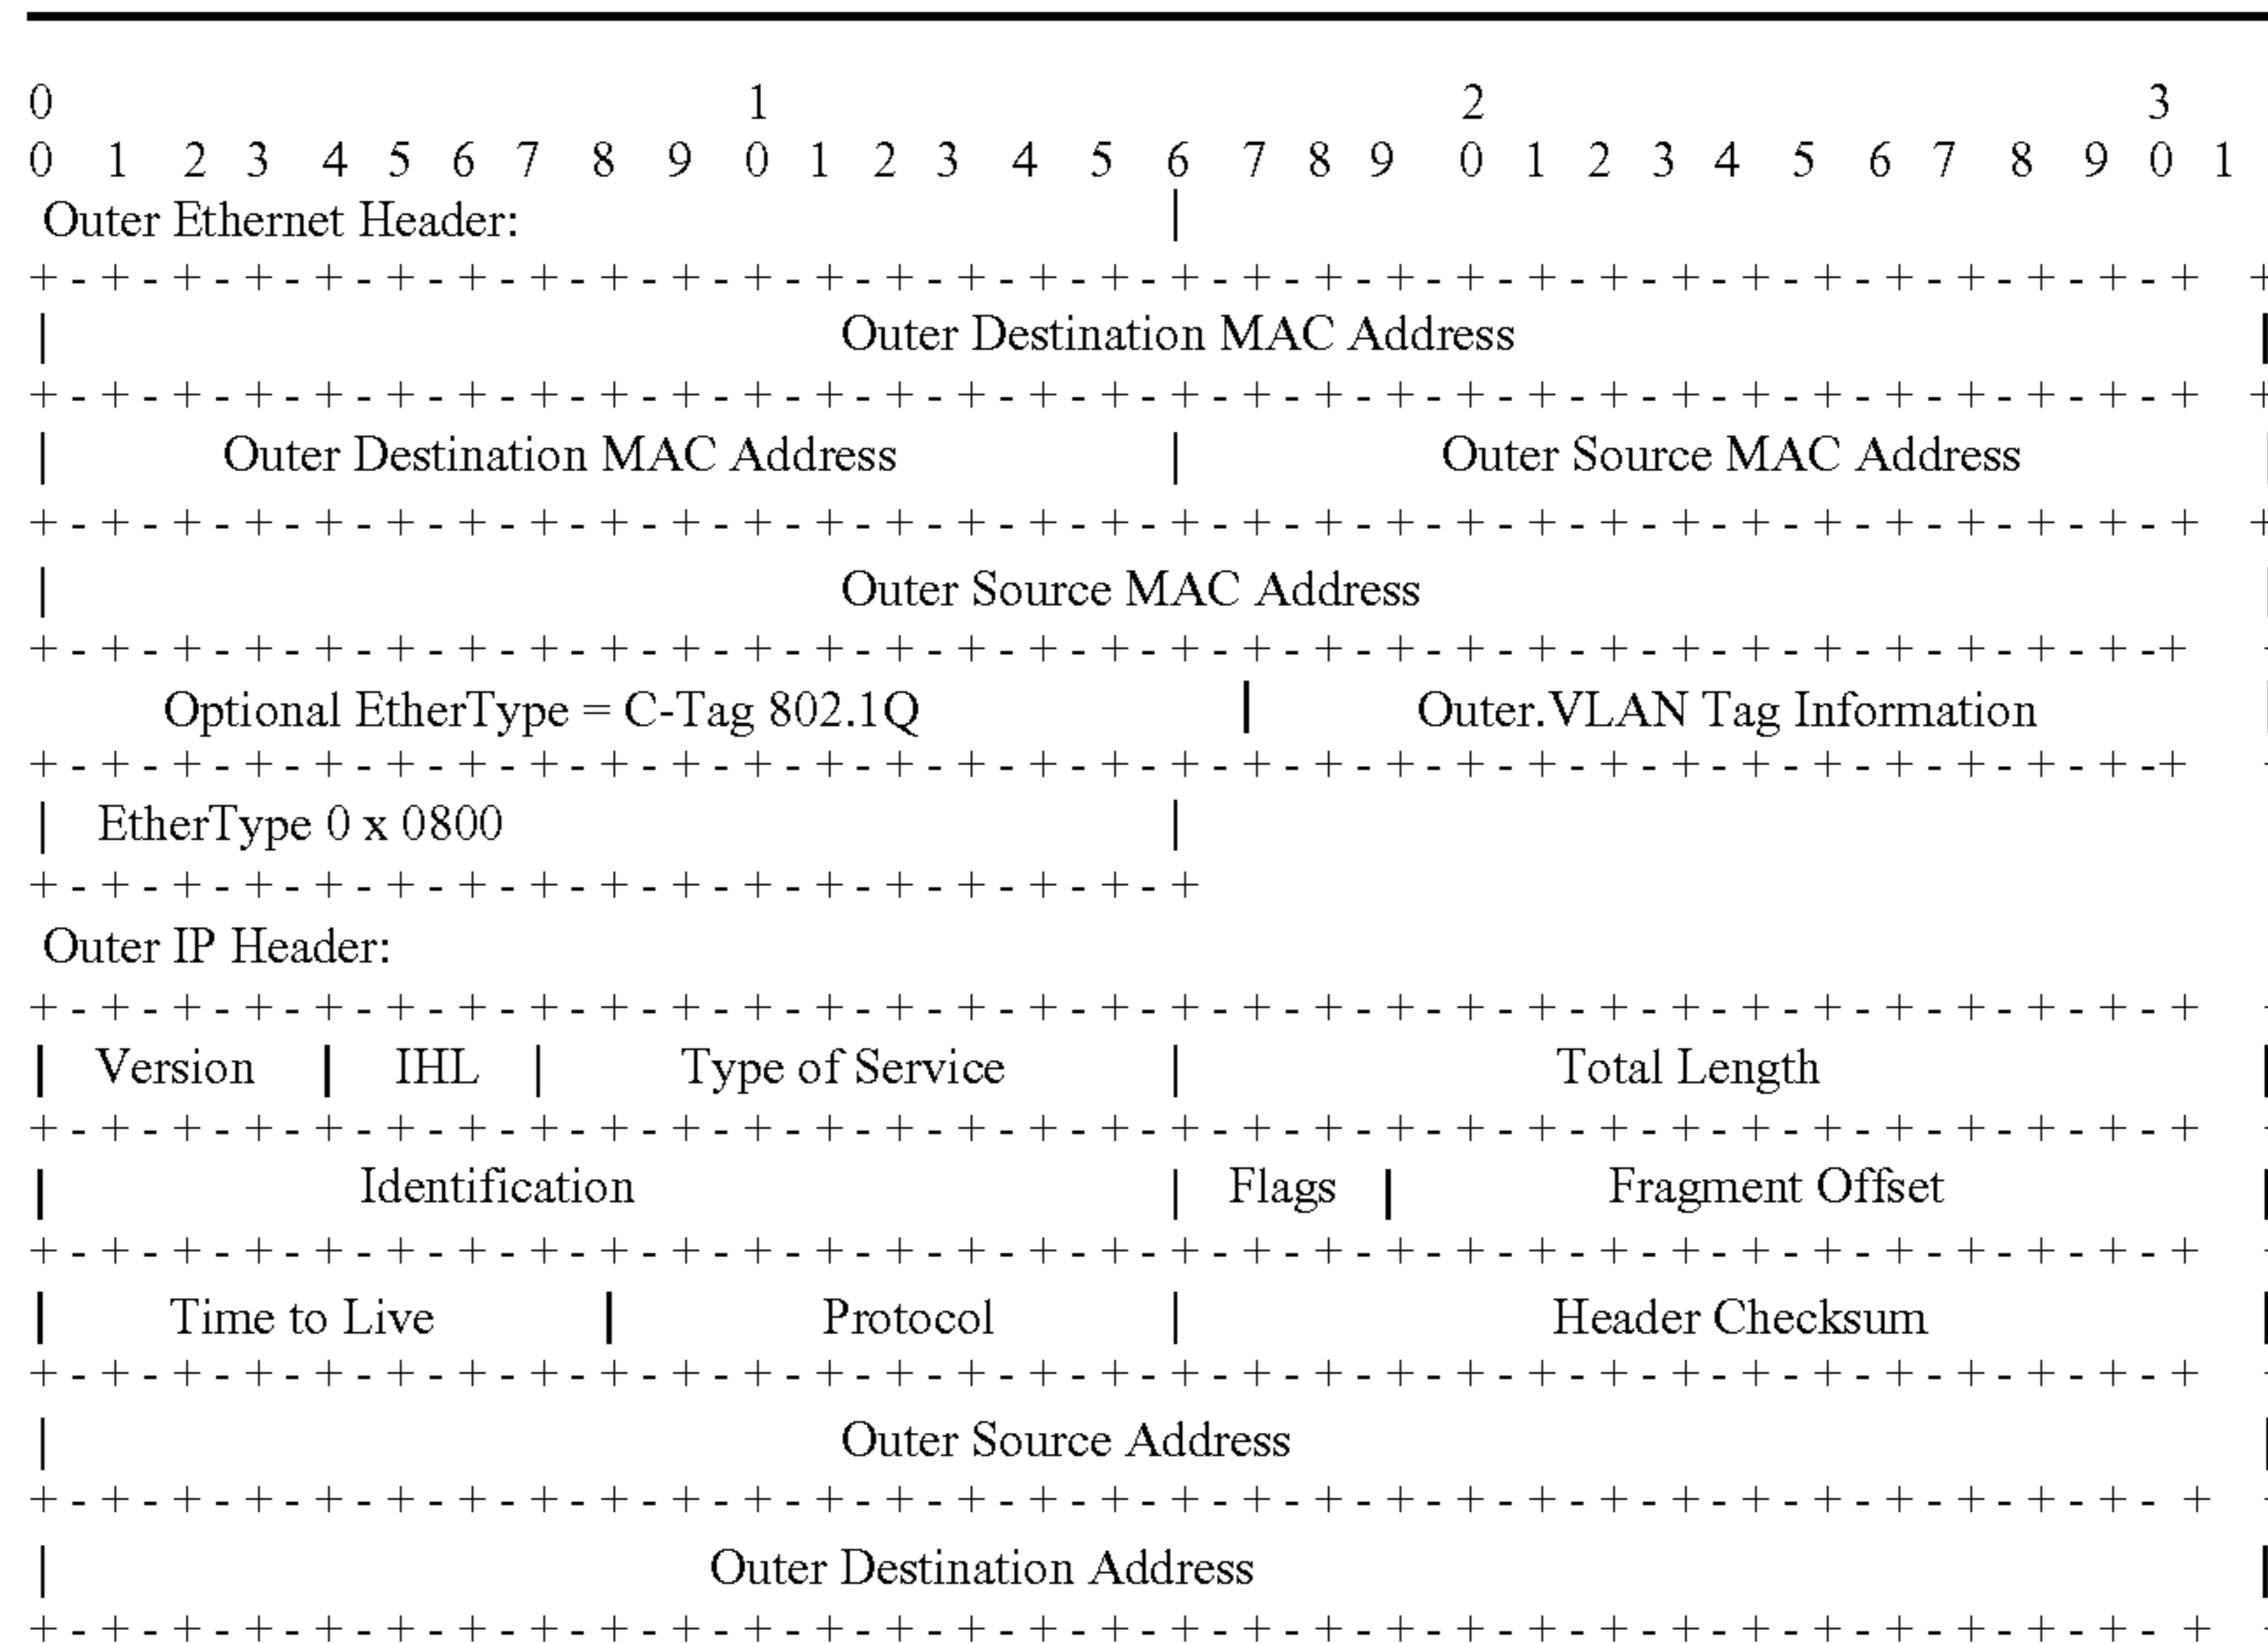 0 1 2 3
0 1 2 3 4 5 6 7 8 9 0 1 2 3 4 5 6 7 8 9 0 1 2 3 4 5 6 7 8 9 0 1
Outer Ethernet Header: |
+ - + - + - + - + - + - + - + - + - + - + - + - + - + - + - + - + - + - + - + - + - + - + - + - + - + - + - + - + - + - + +
| Outer Destination MAC Address |
+ - + - + - + - + - + - + - + - + - + - + - + - + - + - + - + - + - + - + - + - + - + - + - + - + - + - + - + - + - + - + +
| Outer Destination MAC Address | Outer Source MAC Address |
+ - + - + - + - + - + - + - + - + - + - + - + - + - + - + - + - + - + - + - + - + - + - + - + - + - + - + - + - + - + - + +
| Outer Source MAC Address |
+ - + - + - + - + - + - + - + - + - + - + - + - + - + - + - + - + - + - + - + - + - + - + - + - + - + - + - + - + - + -+ +
Optional EtherType = C-Tag 802.1Q | Outer.VLAN Tag Information |
+ - + - + - + - + - + - + - + - + - + - + - + - + - + - + - + - + - + - + - + - + - + - + - + - + - + - + - + - + - + -+ +
| EtherType 0 x 0800 |
+ - + - + - + - + - + - + - + - + - + - + - + - + - + - + - + - +
Outer IP Header:
+ - + - + - + - + - + - + - + - + - + - + - + - + - + - + - + - + - + - + - + - + - + - + - + - + - + - + - + - + - + - + +
| Version | IHL | Type of Service | Total Length |
+ - + - + - + - + - + - + - + - + - + - + - + - + - + - + - + - + - + - + - + - + - + - + - + - + - + - + - + - + - + - + +
| Identification | Flags | Fragment Offset |
+ - + - + - + - + - + - + - + - + - + - + - + - + - + - + - + - + - + - + - + - + - + - + - + - + - + - + - + - + - + - + +
| Time to Live | Protocol | Header Checksum |
+ - + - + - + - + - + - + - + - + - + - + - + - + - + - + - + - + - + - + - + - + - + - + - + - + - + - + - + - + - + - + +
| Outer Source Address |
+ - + - + - + - + - + - + - + - + - + - + - + - + - + - + - + - + - + - + - + - + - + - + - + - + - + - + - + - + - + - + +
| Outer Destination Address |
+ - + - + - + - + - + - + - + - + - + - + - + - + - + - + - + - + - + - + - + - + - + - + - + - + - + - + - + - + - + - + +